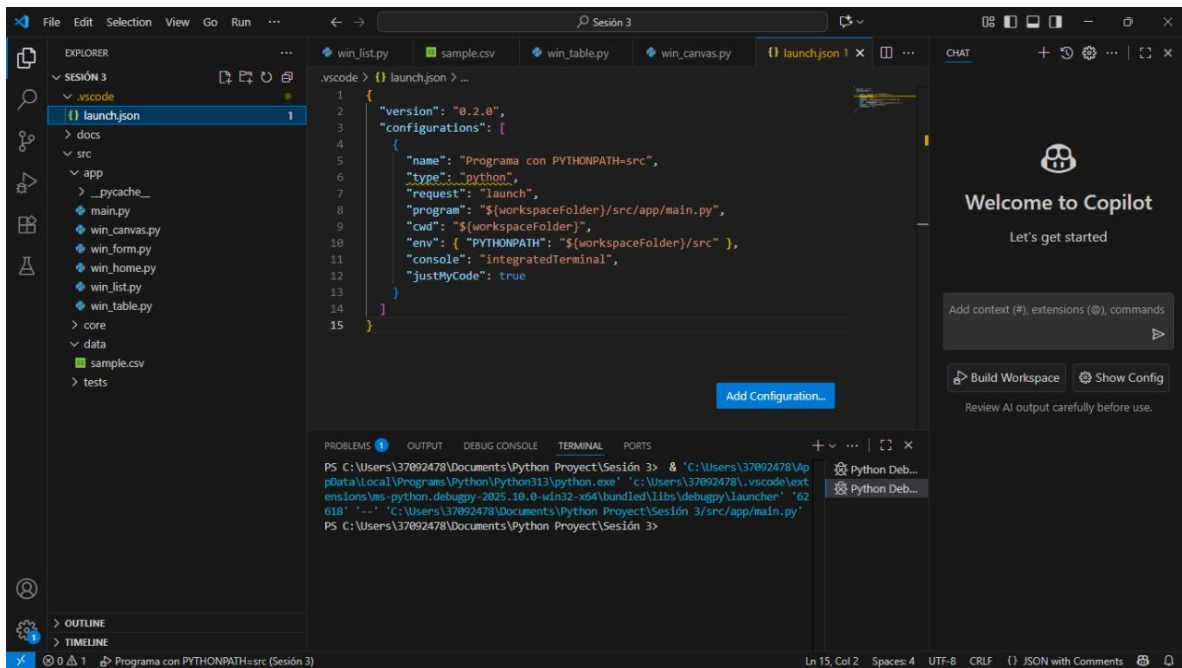 File Edit Selection View Go Run ···
Sesión 3
EXPLORER
SESIÓN 3
.vscode
{} launch.json 1
docs
src
app
__pycache__
main.py
win_canvas.py
win_form.py
win_home.py
win_list.py
win_table.py
core
data
sample.csv
tests
OUTLINE
TIMELINE
win_list.py sample.csv win_table.py win_canvas.py {} launch.json 1
.vscode > {} launch.json > ...
1 {
2 "version": "0.2.0",
3 "configurations": [
4 {
5 "name": "Programa con PYTHONPATH=src",
6 "type": "python",
7 "request": "launch",
8 "program": "${workspaceFolder}/src/app/main.py",
9 "cwd": "${workspaceFolder}",
10 "env": { "PYTHONPATH": "${workspaceFolder}/src" },
11 "console": "integratedTerminal",
12 "justMyCode": true
13 }
14 ]
15 }
Add Configuration...
PROBLEMS 1 OUTPUT DEBUG CONSOLE TERMINAL PORTS
PS C:\Users\37092478\Documents\Python Proyect\Sesión 3> & 'C:\Users\37092478\Ap
pData\Local\Programs\Python\Python313\python.exe' 'c:\Users\37092478\.vscode\ext
ensions\ms-python.debugpy-2025.10.0-win32-x64\bundled\libs\debugpy\launcher' '62
618' '--' 'C:\Users\37092478\Documents\Python Proyect\Sesión 3/src/app/main.py'
PS C:\Users\37092478\Documents\Python Proyect\Sesión 3>
Python Deb...
Python Deb...
CHAT
Welcome to Copilot
Let's get started
Add context (#), extensions (@), commands
Build Workspace Show Config
Review AI output carefully before use.
1
0 1 Programa con PYTHONPATH=src (Sesión 3)
Ln 15, Col 2 Spaces: 4 UTF-8 CRLF {} JSON with Comments